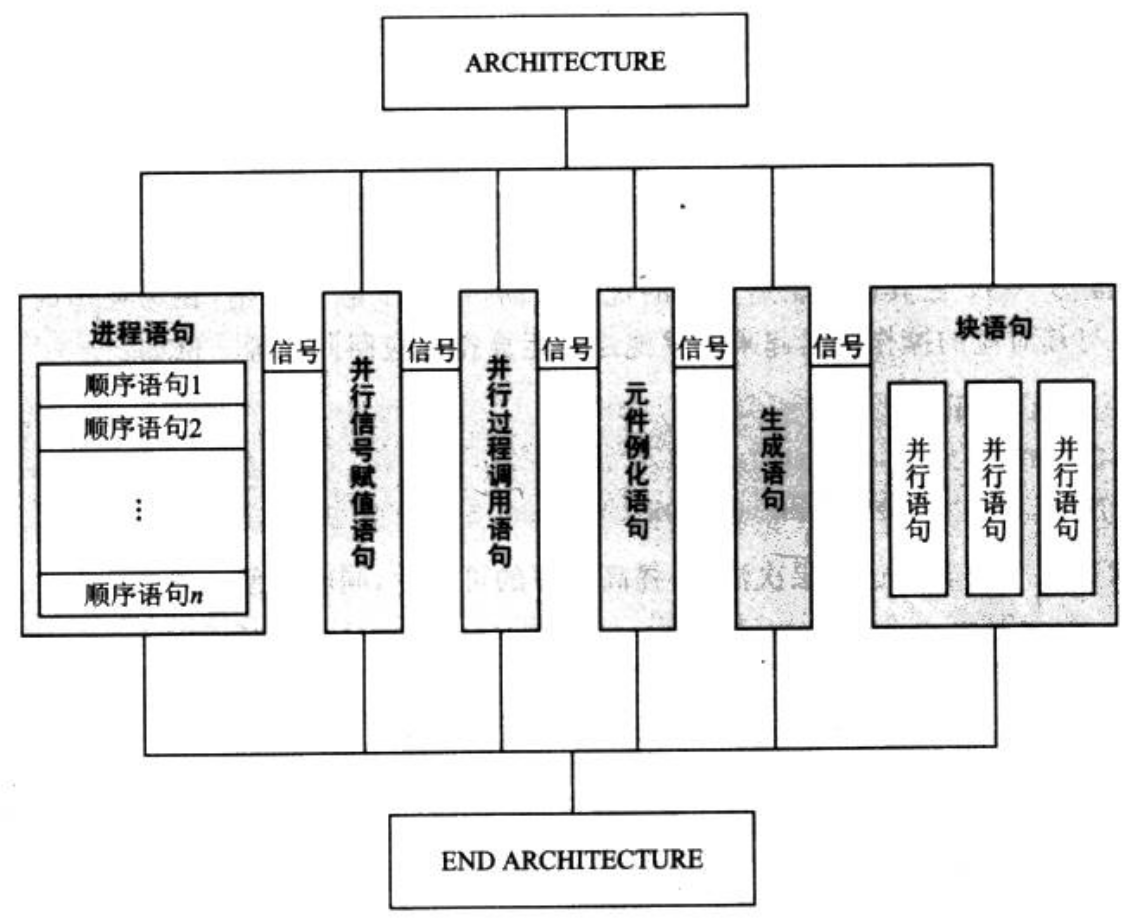 ARCHITECTURE
进程语句
顺序语句1
顺序语句2
⋮
顺序语句n
信号
并行信号赋值语句
信号
并行过程调用语句
信号
元件例化语句
信号
生成语句
信号
块语句
并行语句
并行语句
并行语句
END ARCHITECTURE